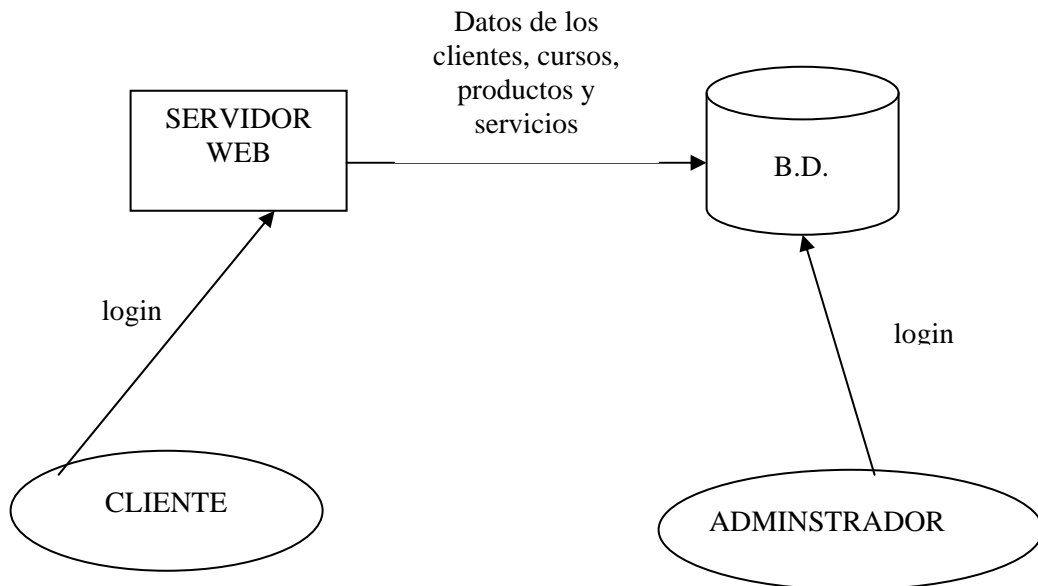 Datos de los
clientes, cursos,
productos y
servicios
SERVIDOR
WEB
B.D.
login
login
CLIENTE
ADMINSTRADOR